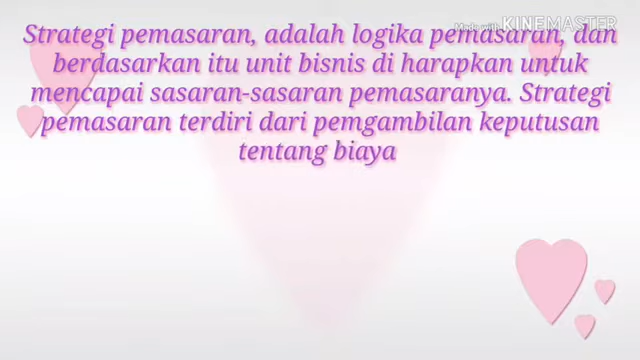 Made with KINEMASTER
Strategi pemasaran, adalah logika pemasaran, dan
berdasarkan itu unit bisnis di harapkan untuk
mencapai sasaran-sasaran pemasaranya. Strategi
pemasaran terdiri dari pemgambilan keputusan
tentang biaya